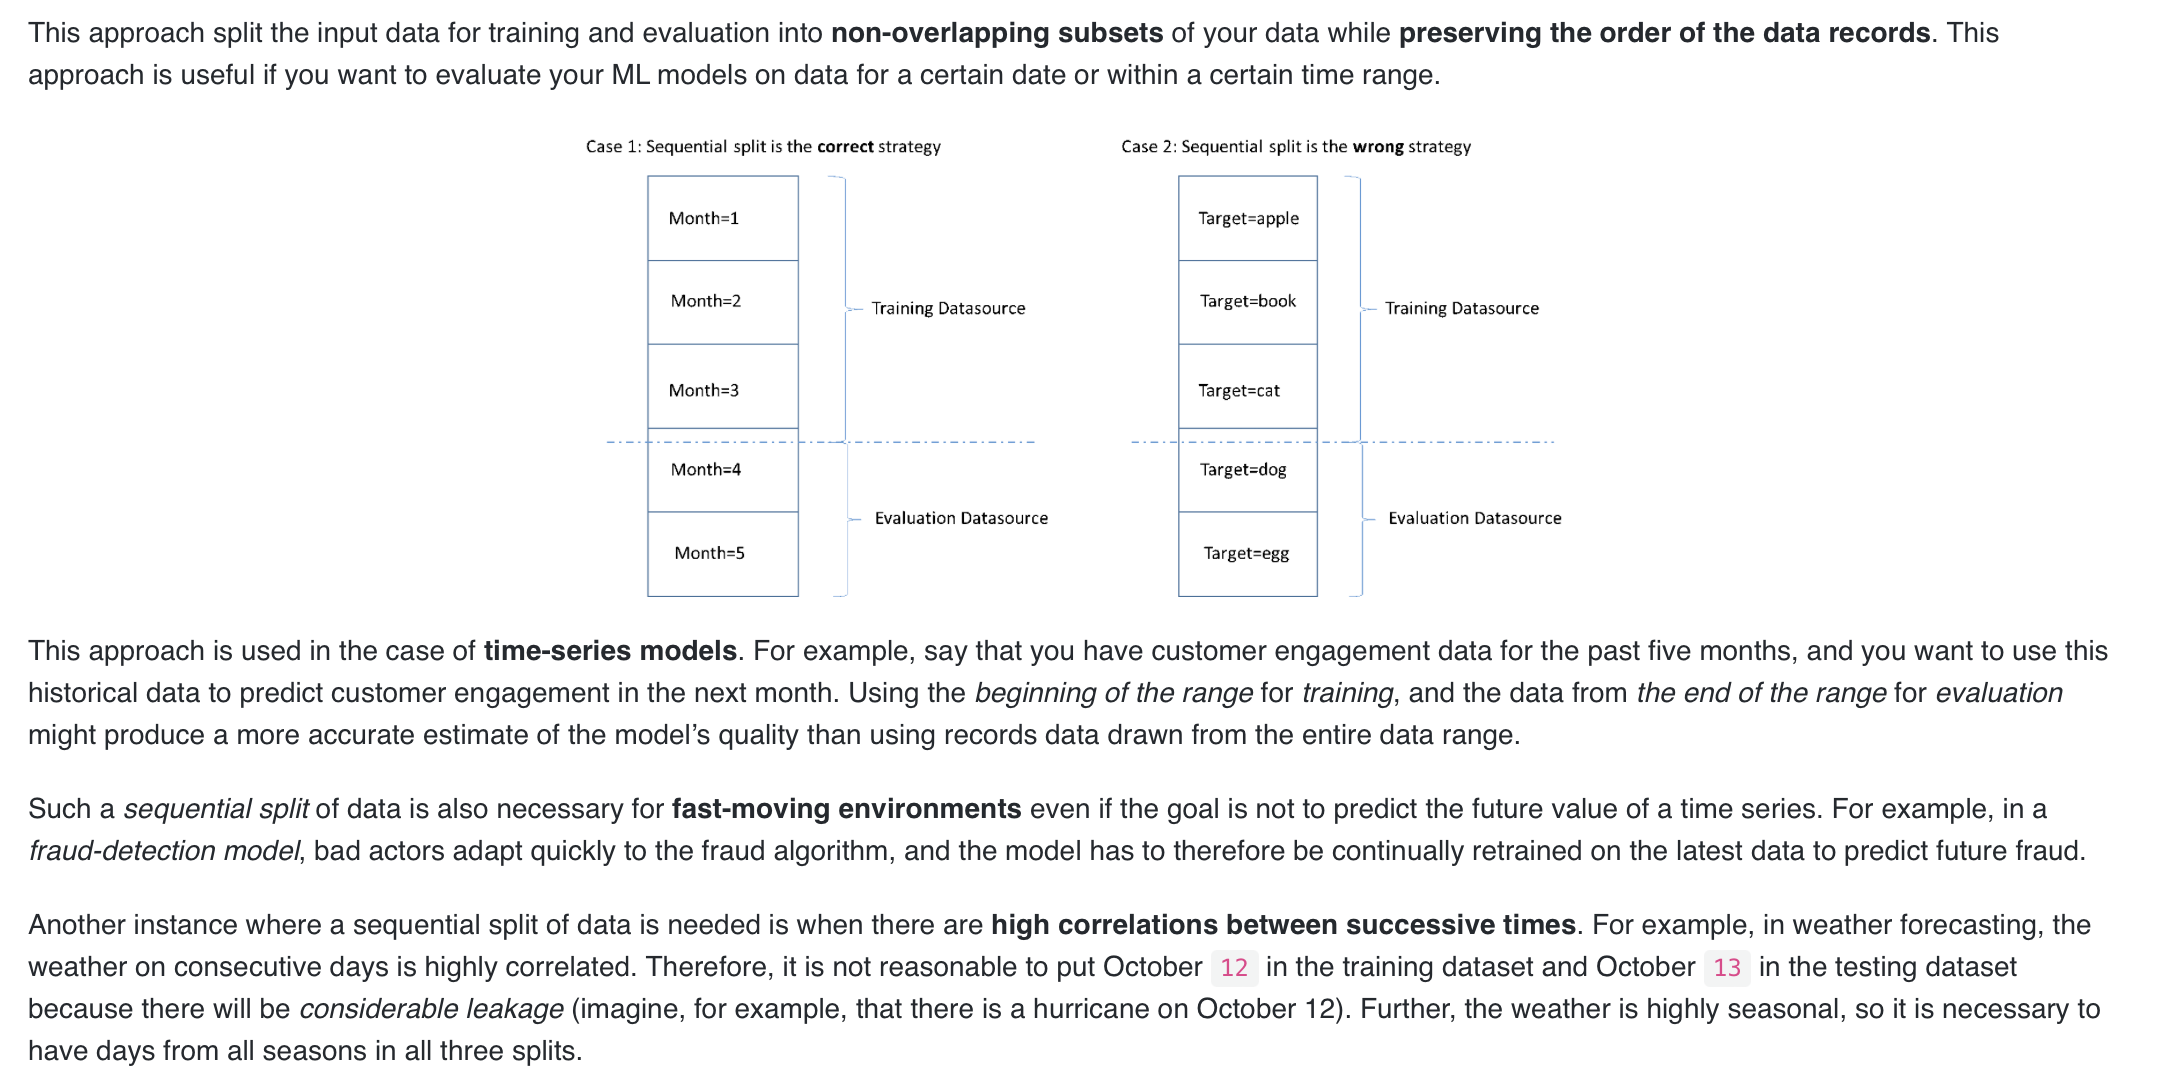 This approach split the input data for training and evaluation into non-overlapping subsets of your data while preserving the order of the data records. This
approach is useful if you want to evaluate your ML models on data for a certain date or within a certain time range.
Case 1: Sequential split is the correct strategy
Month=1
Month=2
Month=3
Month=4
Month=5
Training Datasource
Evaluation Datasource
Case 2: Sequential split is the wrong strategy
Target=apple
Target=book
Target=cat
Target=dog
Target=egg
Training Datasource
Evaluation Datasource
This approach is used in the case of time-series models. For example, say that you have customer engagement data for the past five months, and you want to use this
historical data to predict customer engagement in the next month. Using the beginning of the range for training, and the data from the end of the range for evaluation
might produce a more accurate estimate of the model’s quality than using records data drawn from the entire data range.
Such a sequential split of data is also necessary for fast-moving environments even if the goal is not to predict the future value of a time series. For example, in a
fraud-detection model, bad actors adapt quickly to the fraud algorithm, and the model has to therefore be continually retrained on the latest data to predict future fraud.
Another instance where a sequential split of data is needed is when there are high correlations between successive times. For example, in weather forecasting, the
weather on consecutive days is highly correlated. Therefore, it is not reasonable to put October 12 in the training dataset and October 13 in the testing dataset
because there will be considerable leakage (imagine, for example, that there is a hurricane on October 12). Further, the weather is highly seasonal, so it is necessary to
have days from all seasons in all three splits.